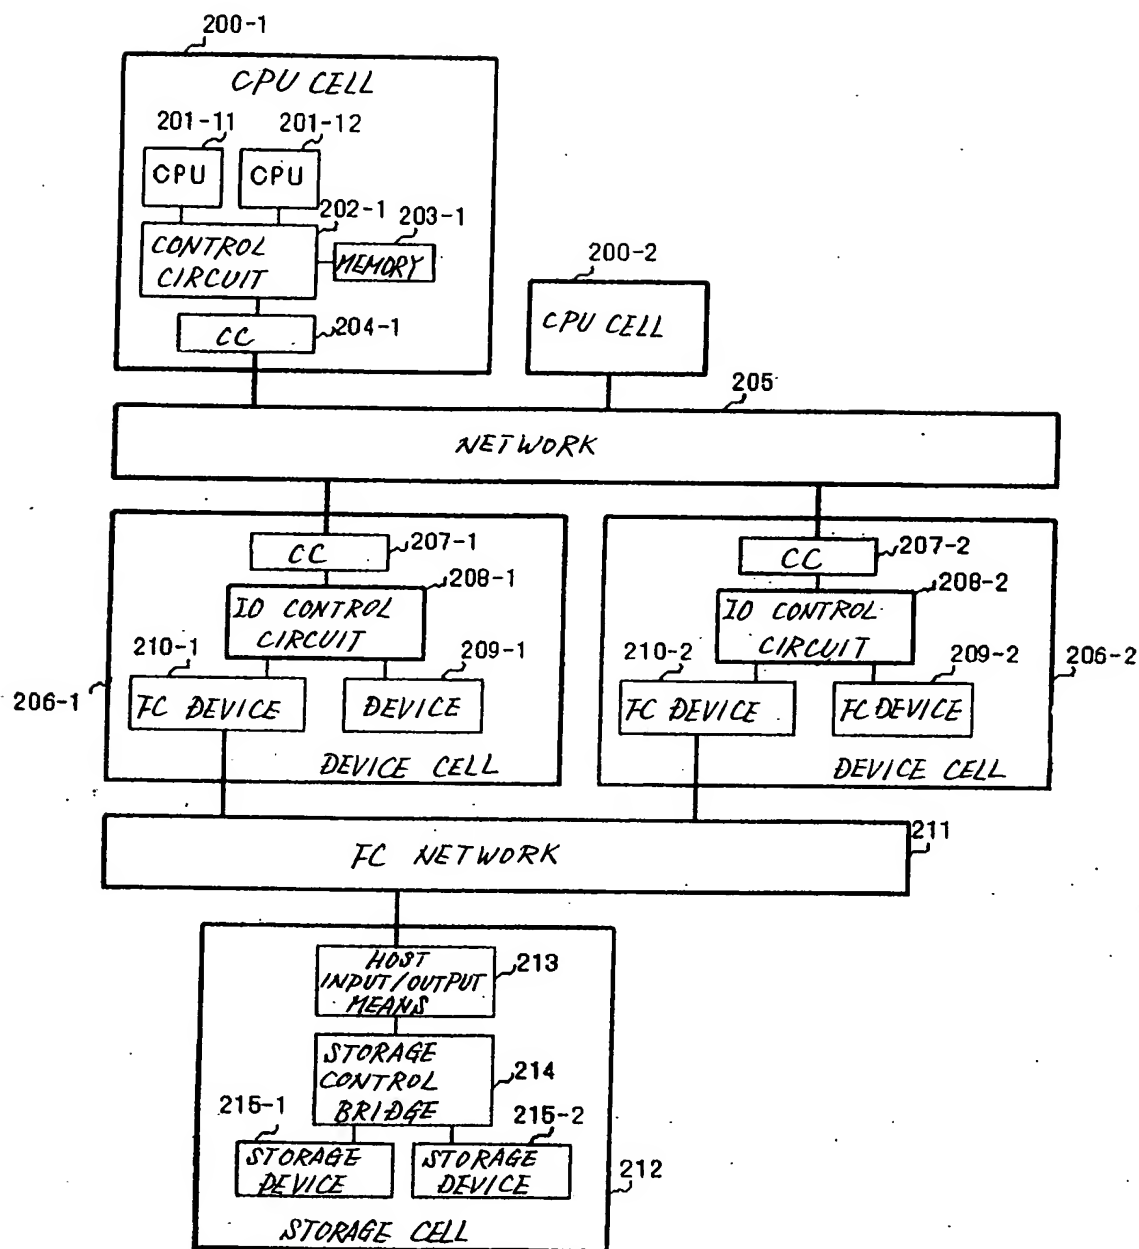 200-1
CPU CELL
201-11
201-12
CPU
CPU
202-1
203-1
CONTROL
CIRCUIT
MEMORY
CC
204-1
200-2
CPU CELL
205
NETWORK
CC
207-1
208-1
IO CONTROL
CIRCUIT
210-1
209-1
206-1
FC DEVICE
DEVICE
DEVICE CELL
CC
207-2
208-2
IO CONTROL
CIRCUIT
210-2
209-2
206-2
FC DEVICE
FC DEVICE
DEVICE CELL
211
FC NETWORK
HOST
INPUT/OUTPUT
MEANS
213
STORAGE
CONTROL
BRIDGE
214
215-1
215-2
STORAGE
DEVICE
STORAGE
DEVICE
212
STORAGE CELL